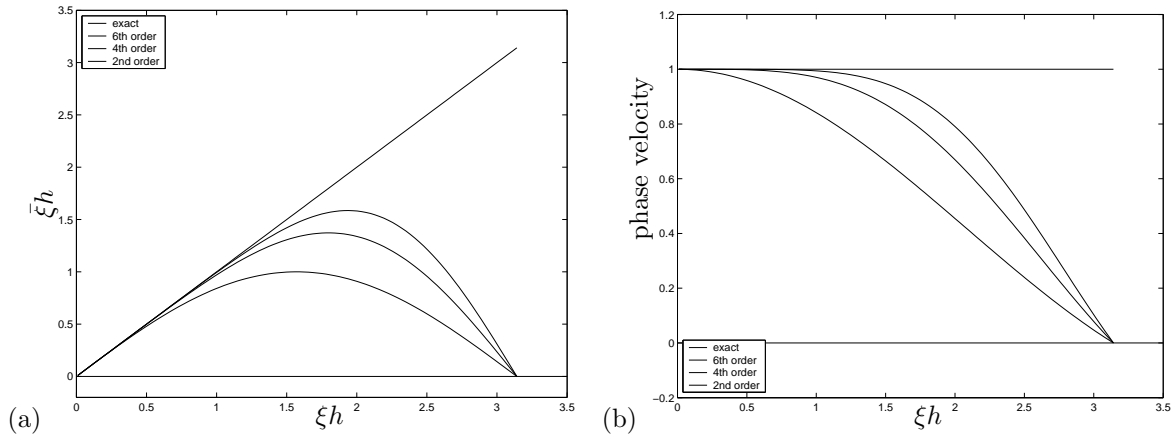 3.5
exact
6th order
4th order
2nd order
3
2.5
2
1.5
1
0.5
0
0 0.5 1 1.5 2 2.5 3 3.5
ξ̄h
ξh
(a)
1.2
1
0.8
0.6
0.4
0.2
0
−0.2
phase velocity
exact
6th order
4th order
2nd order
0 0.5 1 1.5 2 2.5 3 3.5
ξh
(b)